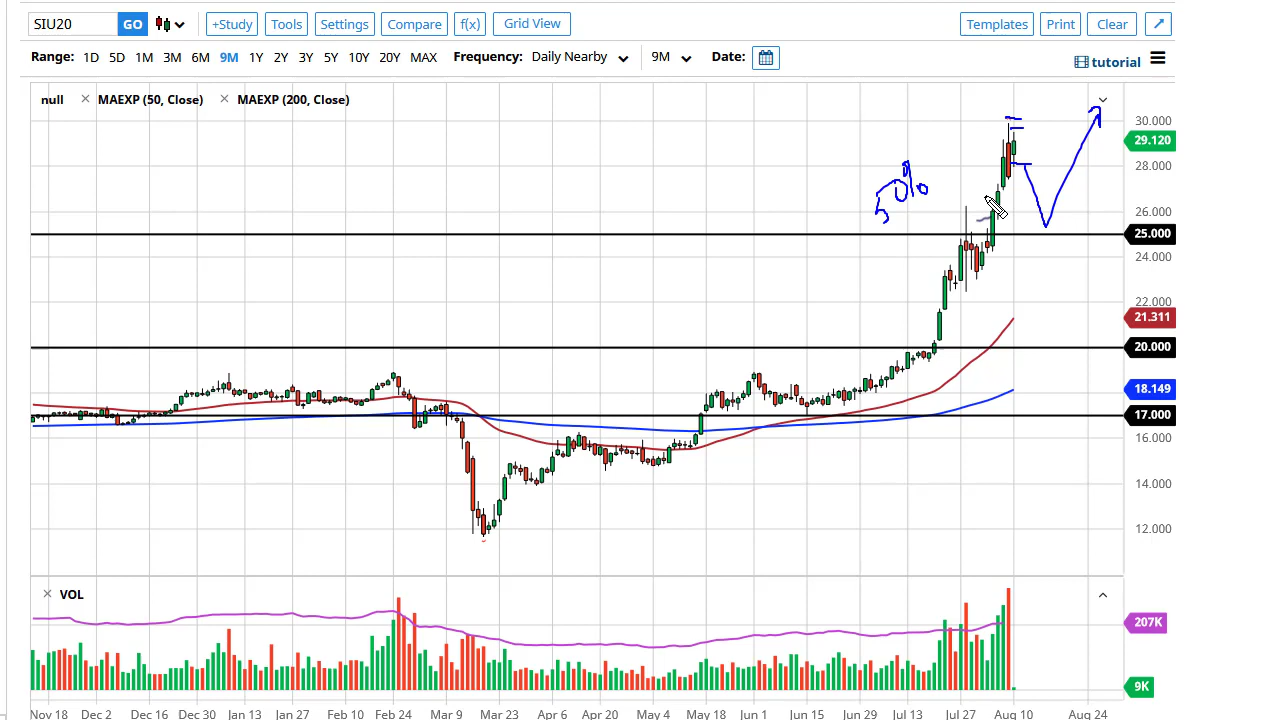 SIU20 GO +Study Tools Settings Compare f(x) Grid View Templates Print Clear
Range: 1D 5D 1M 3M 6M 9M 1Y 2Y 3Y 5Y 10Y 20Y MAX Frequency: Daily Nearby 9M Date: tutorial
null × MAEXP (50, Close) × MAEXP (200, Close)
30.000
29.120
28.000
50%
26.000
25.000
24.000
22.000
21.311
20.000
18.149
17.000
16.000
14.000
12.000
× VOL
207K
9K
Nov 18 Dec 2 Dec 16 Dec 30 Jan 13 Jan 27 Feb 10 Feb 24 Mar 9 Mar 23 Apr 6 Apr 20 May 4 May 18 Jun 1 Jun 15 Jun 29 Jul 13 Jul 27 Aug 10 Aug 24